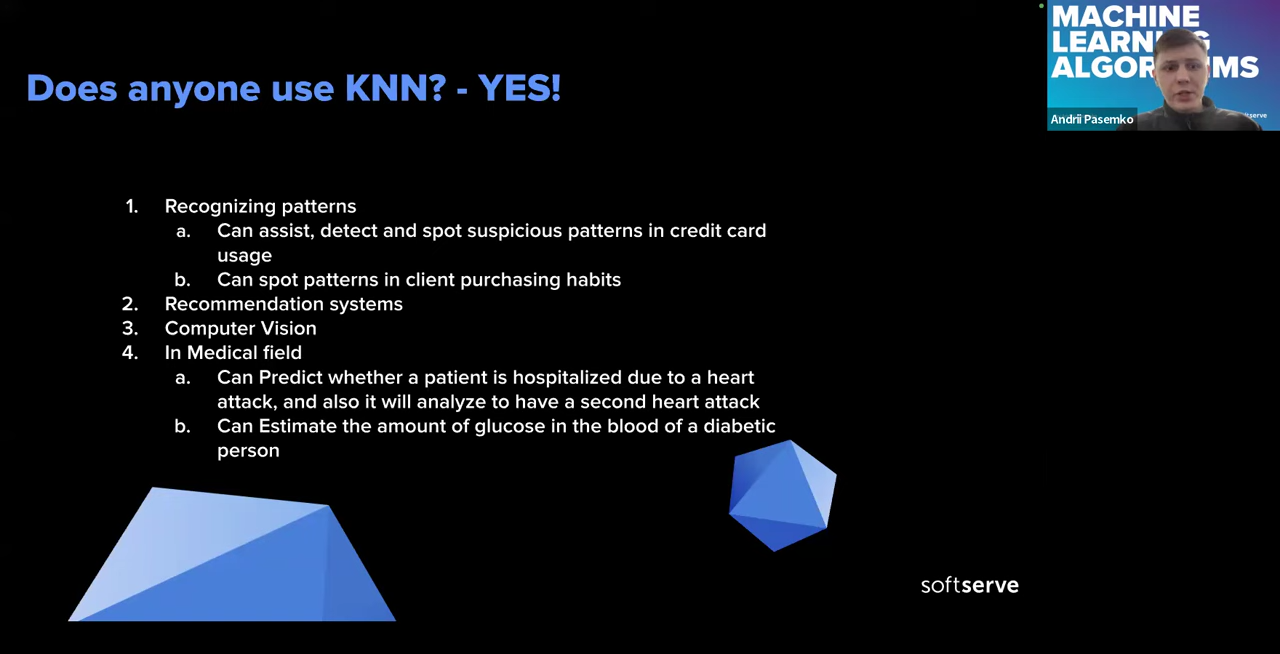 Does anyone use KNN? - YES!
1. Recognizing patterns
a. Can assist, detect and spot suspicious patterns in credit card
usage
b. Can spot patterns in client purchasing habits
2. Recommendation systems
3. Computer Vision
4. In Medical field
a. Can Predict whether a patient is hospitalized due to a heart
attack, and also it will analyze to have a second heart attack
b. Can Estimate the amount of glucose in the blood of a diabetic
person
softserve
MACHINE
Andrii Pasemko